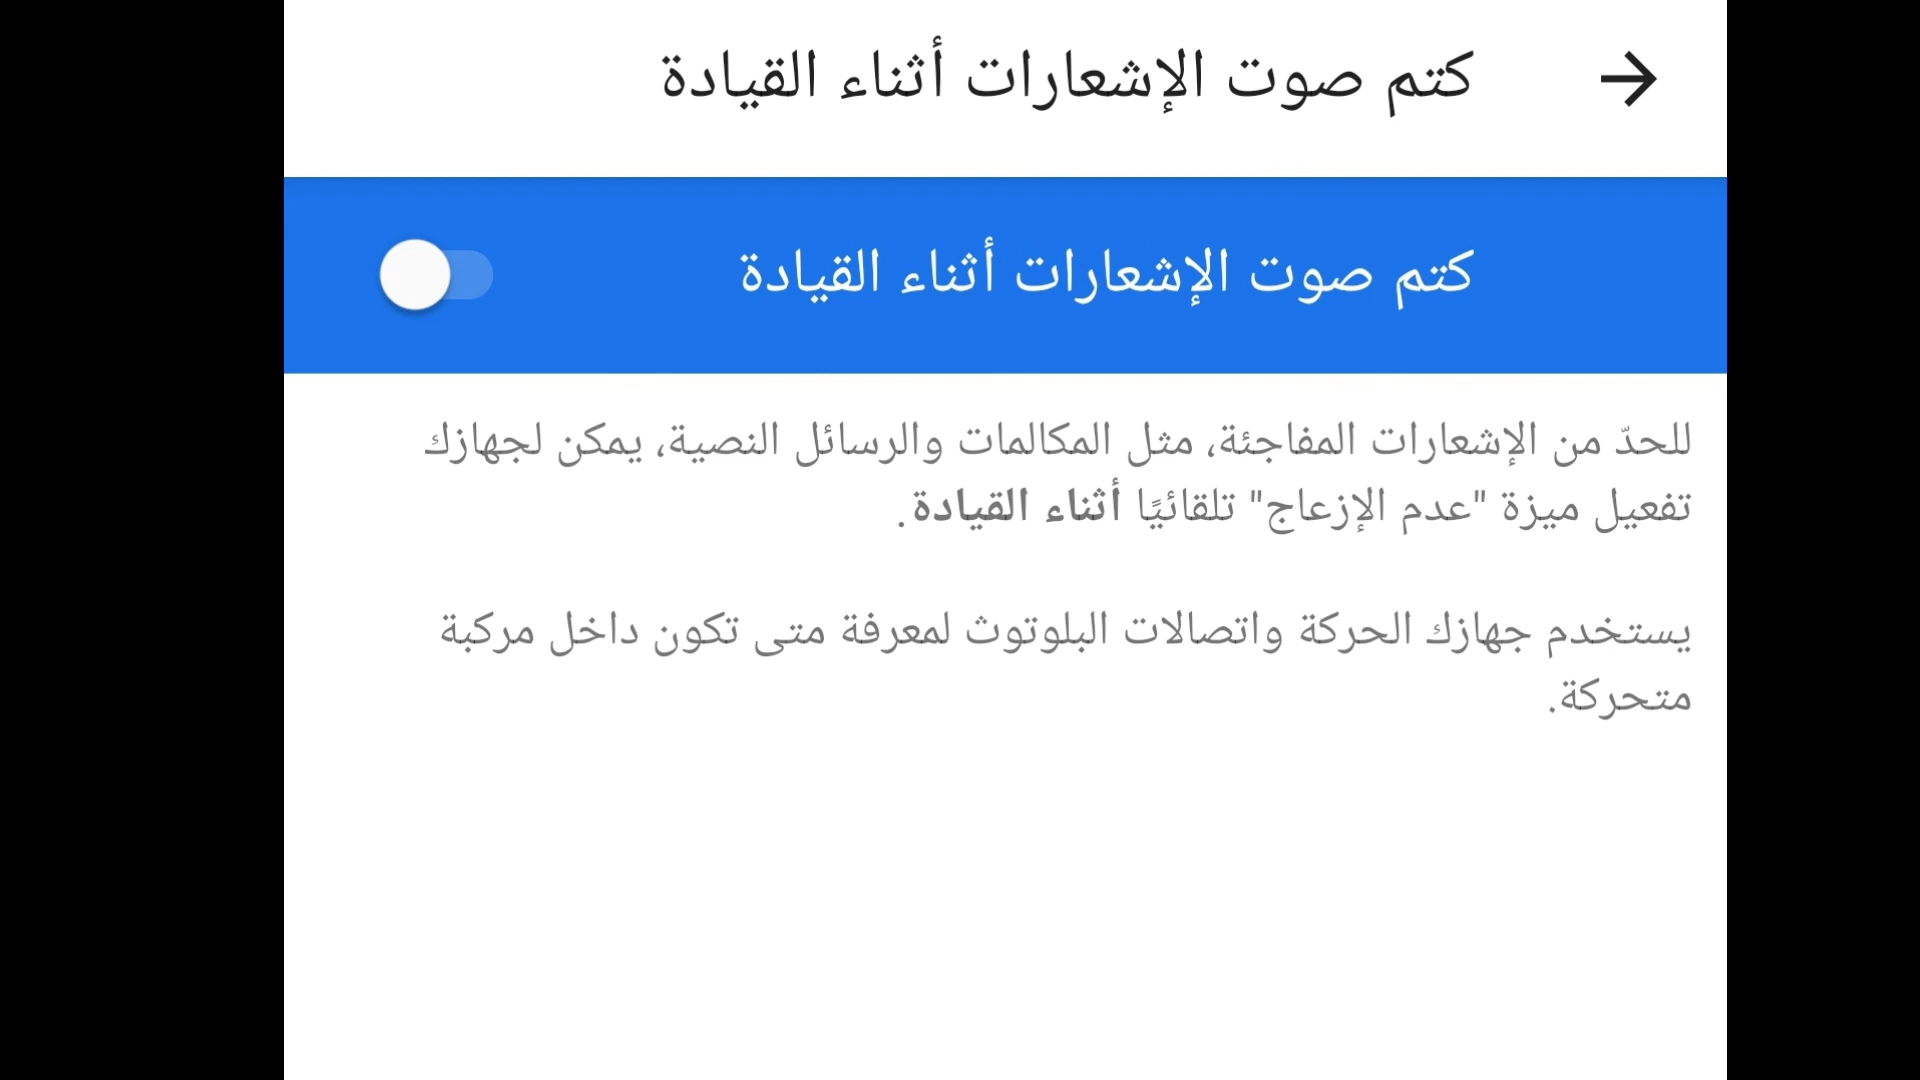 كتم صوت الإشعارات أثناء القيادة
كتم صوت الإشعارات أثناء القيادة
للحدّ من الإشعارات المفاجئة، مثل المكالمات والرسائل النصية، يمكن لجهازك
تفعيل ميزة "عدم الإزعاج" تلقائيًا أثناء القيادة.
يستخدم جهازك الحركة واتصالات البلوتوث لمعرفة متى تكون داخل مركبة
متحركة.